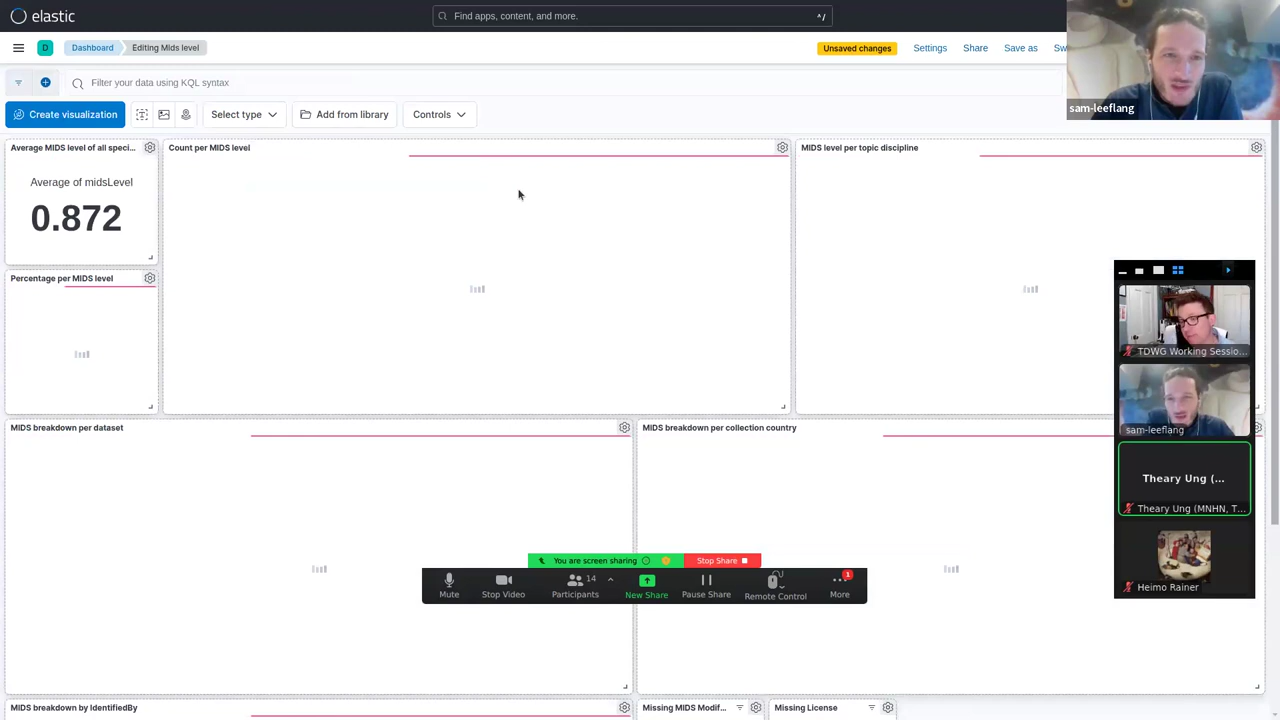 elastic
Find apps, content, and more.
^/
D
Dashboard
Editing Mids level
Unsaved changes
Settings
Share
Save as
Sw
sam-leeflang
Filter your data using KQL syntax
Create visualization
Select type
Add from library
Controls
Average MIDS level of all speci...
Count per MIDS level
MIDS level per topic discipline
Average of midsLevel
0.872
Percentage per MIDS level
TDWG Working Sessio...
sam-leeflang
Theary Ung (...
Theary Ung (MNHN, T...
Heimo Rainer
MIDS breakdown per dataset
MIDS breakdown per collection country
You are screen sharing
Stop Share
Mute
Stop Video
Participants
14
New Share
Pause Share
Remote Control
More
1
MIDS breakdown by IdentifiedBy
Missing MIDS Modif...
Missing License